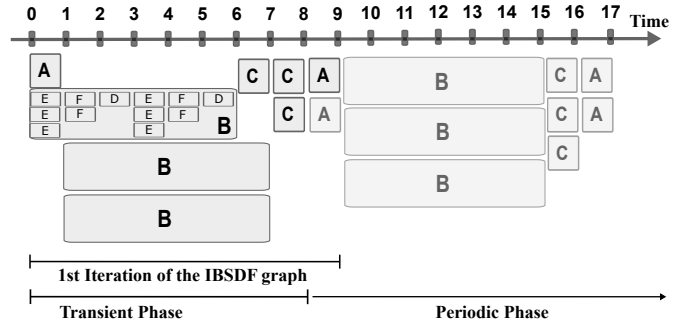 0 1 2 3 4 5 6 7 8 9 10 11 12 13 14 15 16 17 Time
A C C A B C A
E F D E F D
E F E F B C A B C A
E E
B B C
B
1st Iteration of the IBSDF graph
Transient Phase Periodic Phase